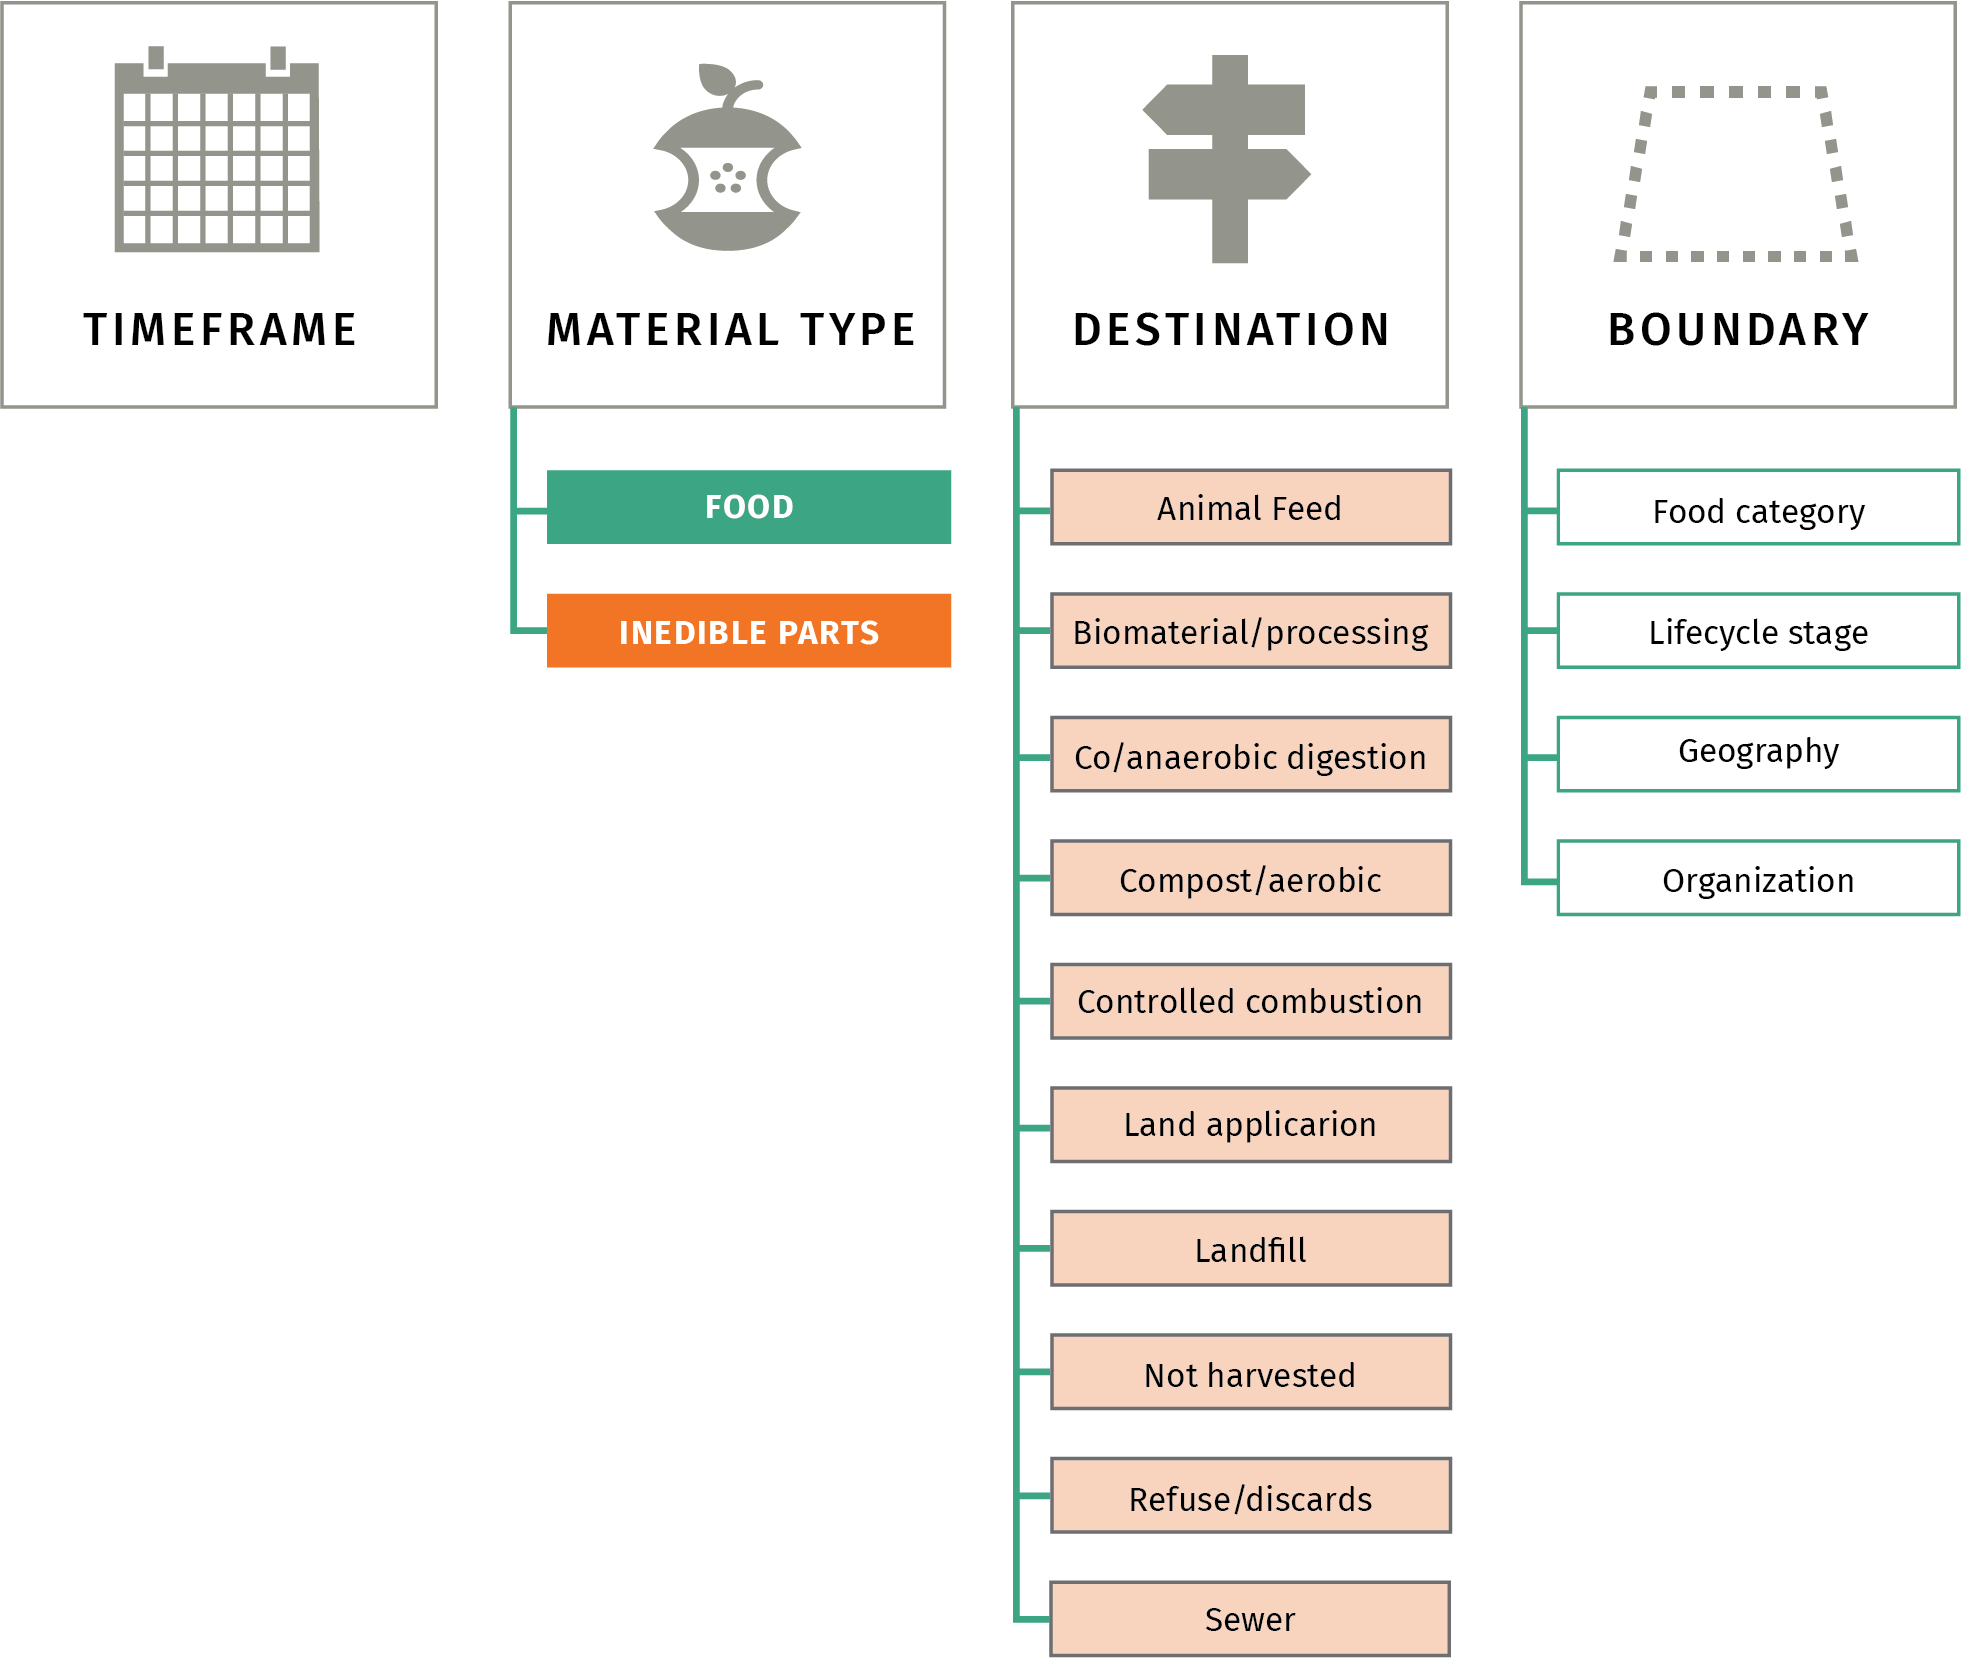 TIMEFRAME
MATERIAL TYPE
FOOD
INEDIBLE PARTS
DESTINATION
Animal Feed
Biomaterial/processing
Co/anaerobic digestion
Compost/aerobic
Controlled combustion
Land applicarion
Landfill
Not harvested
Refuse/discards
Sewer
BOUNDARY
Food category
Lifecycle stage
Geography
Organization